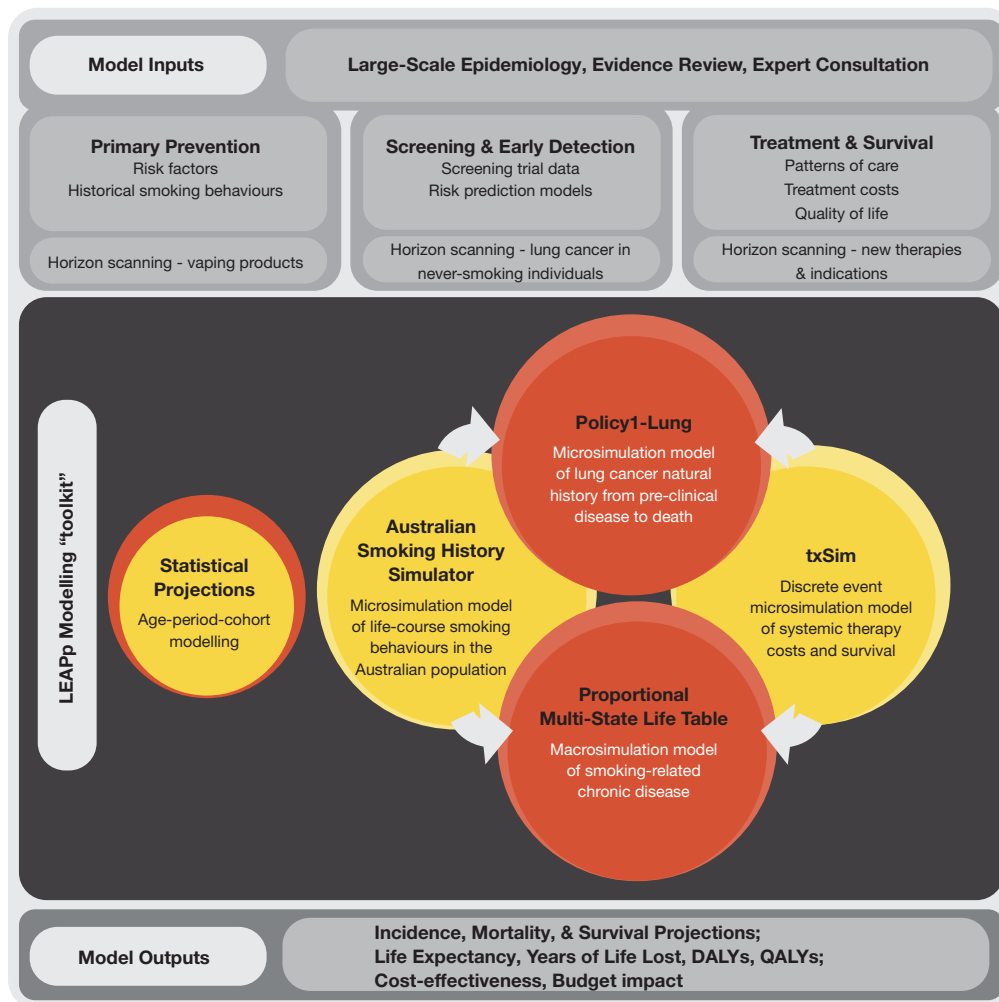 Model Inputs
Large-Scale Epidemiology, Evidence Review, Expert Consultation
Primary Prevention
Risk factors
Historical smoking behaviours
Horizon scanning - vaping products
Screening & Early Detection
Screening trial data
Risk prediction models
Horizon scanning - lung cancer in
never-smoking individuals
Treatment & Survival
Patterns of care
Treatment costs
Quality of life
Horizon scanning - new therapies
& indications
LEAPp Modelling “toolkit”
Statistical
Projections
Age-period-cohort
modelling
Australian
Smoking History
Simulator
Microsimulation model
of life-course smoking
behaviours in the
Australian population
Policy1-Lung
Microsimulation model
of lung cancer natural
history from pre-clinical
disease to death
txSim
Discrete event
microsimulation model
of systemic therapy
costs and survival
Proportional
Multi-State Life Table
Macrosimulation model
of smoking-related
chronic disease
Model Outputs
Incidence, Mortality, & Survival Projections;
Life Expectancy, Years of Life Lost, DALYs, QALYs;
Cost-effectiveness, Budget impact